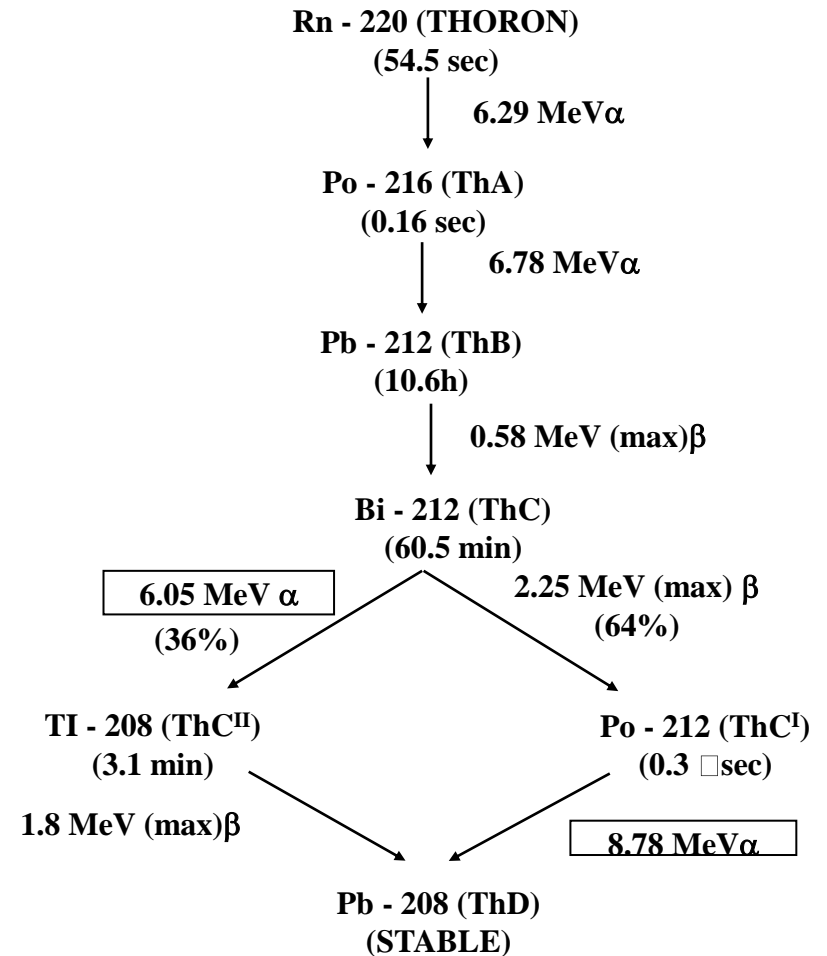 Rn - 220 (THORON)
(54.5 sec)
6.29 MeVα
Po - 216 (ThA)
(0.16 sec)
6.78 MeVα
Pb - 212 (ThB)
(10.6h)
0.58 MeV (max)β
Bi - 212 (ThC)
(60.5 min)
6.05 MeV α
(36%)
2.25 MeV (max) β
(64%)
TI - 208 (ThCᴵᴵ)
(3.1 min)
Po - 212 (ThCᴵ)
(0.3 □sec)
1.8 MeV (max)β
8.78 MeVα
Pb - 208 (ThD)
(STABLE)